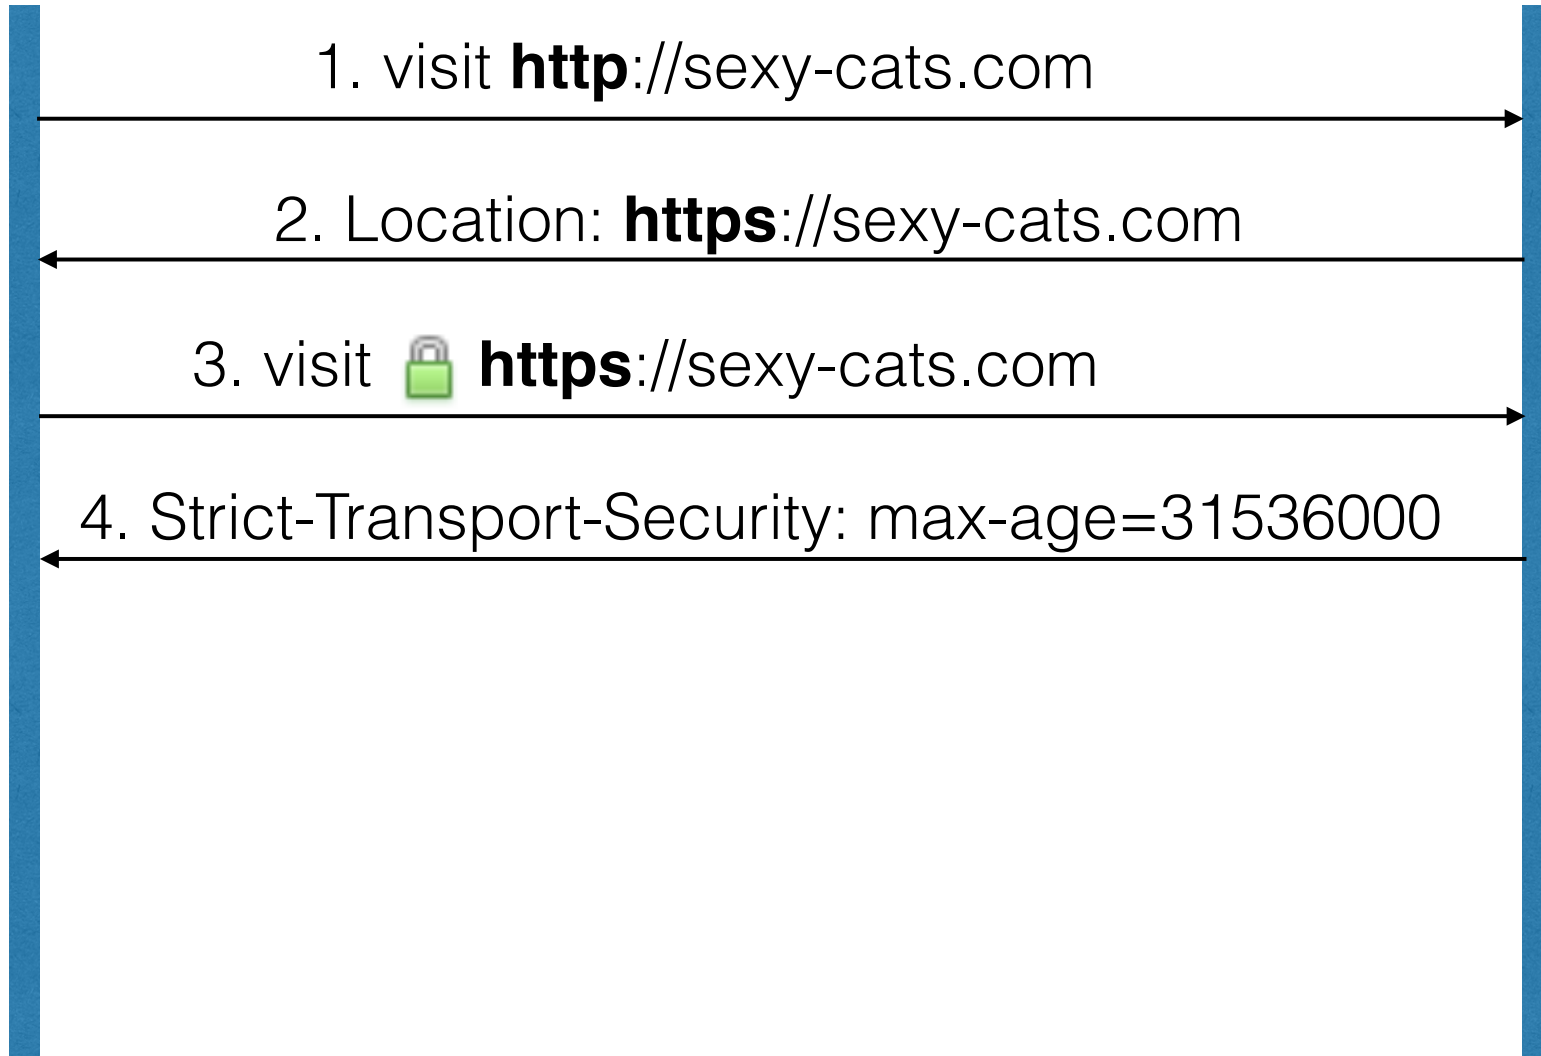 1. visit http://sexy-cats.com
2. Location: https://sexy-cats.com
3. visit https://sexy-cats.com
4. Strict-Transport-Security: max-age=31536000